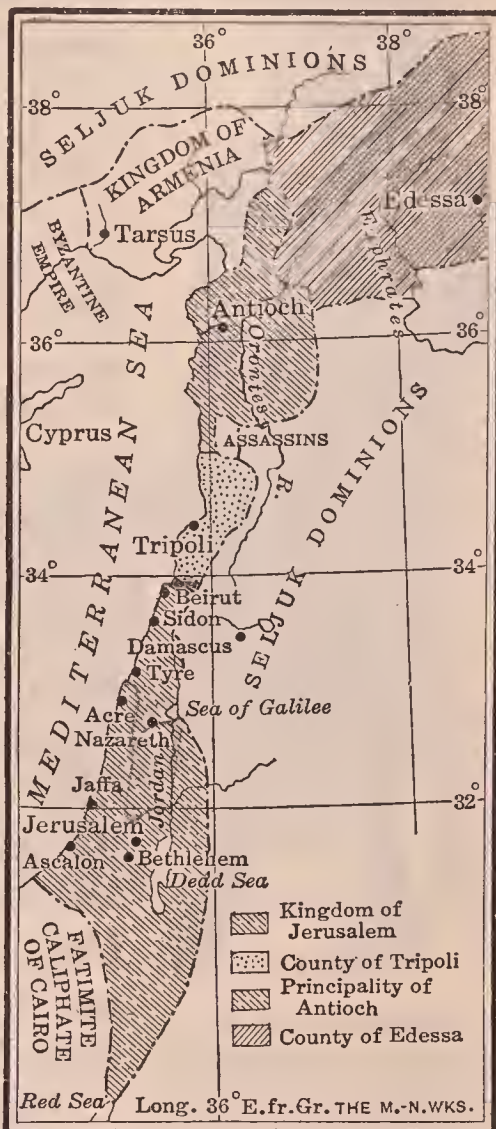 36° 38°
38° 38°
SELJUK DOMINIONS
KINGDOM OF
ARMENIA
Edessa
Tarsus
BYZANTINE
EMPIRE
Euphrates
Antioch
36° 36°
Orontes R.
MEDITERRANEAN SEA
Cyprus
ASSASSINS
SELJUK DOMINIONS
Tripoli
34° 34°
Beirut
Sidon
Damascus
Tyre
Sea of Galilee
Acre
Nazareth
Jordan
Jaffa
32°
Jerusalem
Ascalon
Bethlehem
Dead Sea
FATIMITE
CALIPHATE
OF CAIRO
Kingdom of
Jerusalem
County of Tripoli
Principality of
Antioch
County of Edessa
Red Sea
Long. 36°E.fr.Gr. THE M.-N.WKS.